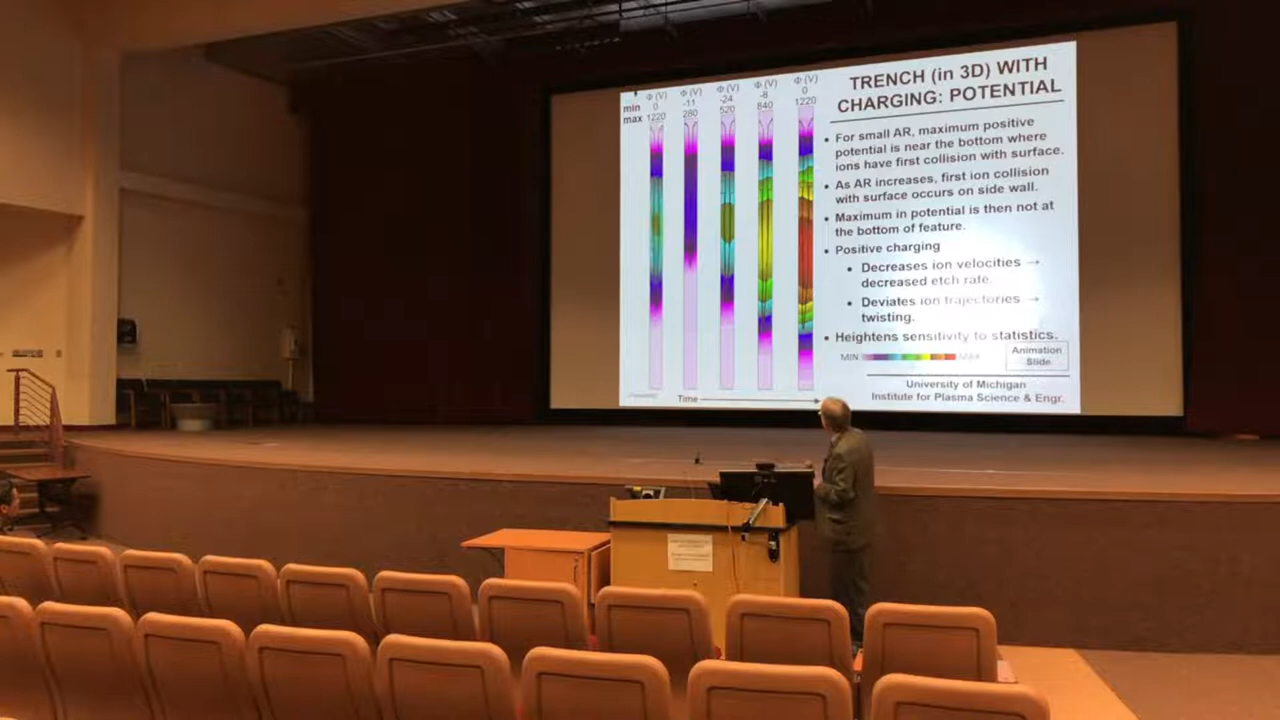 TRENCH (in 3D) WITH
CHARGING: POTENTIAL
Φ (V) Φ (V) Φ (V) Φ (V) Φ (V)
min 0 -11 -24 -8 0
max 1220 280 520 840 1220
• For small AR, maximum positive
potential is near the bottom where
ions have first collision with surface.
• As AR increases, first ion collision
with surface occurs on side wall.
• Maximum in potential is then not at
the bottom of feature.
• Positive charging
• Decreases ion velocities →
decreased etch rate.
• Deviates ion trajectories →
twisting.
• Heightens sensitivity to statistics.
MIN MAX
Animation
Slide
University of Michigan
Institute for Plasma Science & Engr.
Time